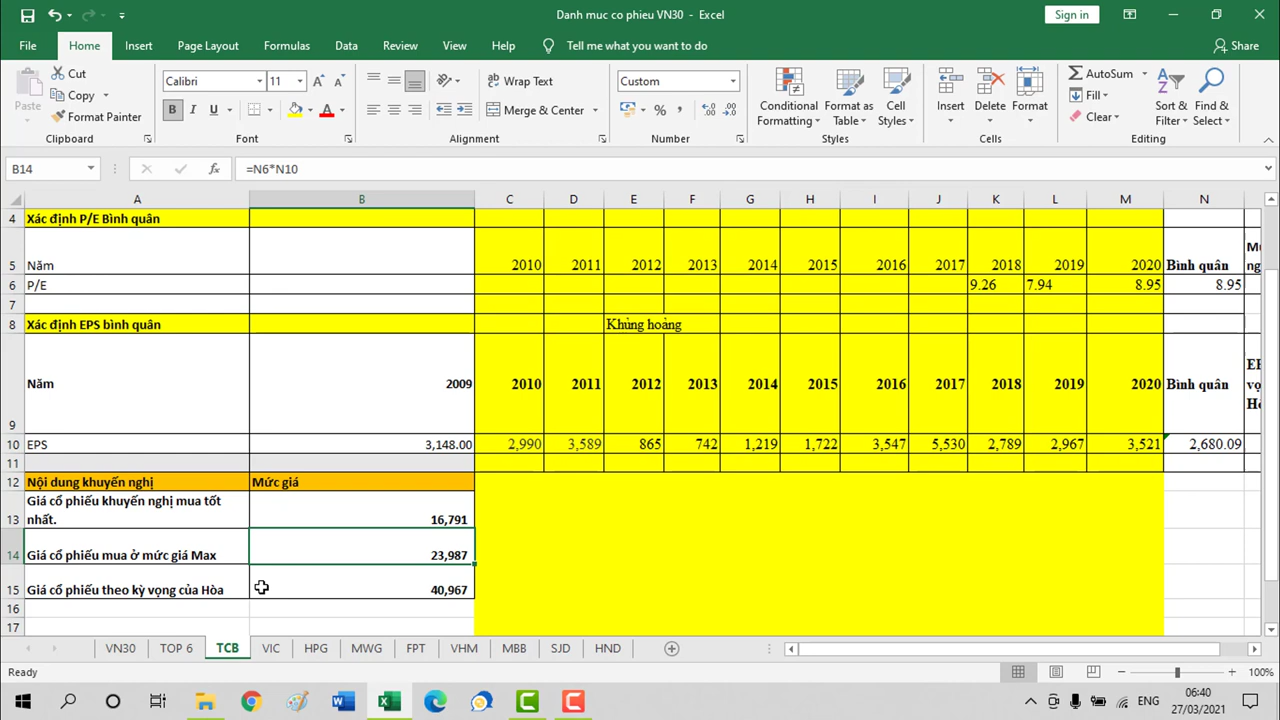 Danh muc co phieu VN30 - Excel
Sign in
File Home Insert Page Layout Formulas Data Review View Help Tell me what you want to do Share
Paste
Cut
Copy
Format Painter
Clipboard
Calibri 11
B I U
Font
Wrap Text
Merge & Center
Alignment
Custom
Number
Conditional Formatting
Format as Table
Cell Styles
Styles
Insert Delete Format
Cells
AutoSum
Fill
Clear
Sort & Filter
Find & Select
Editing
B14 =N6*N10
A B C D E F G H I J K L M N
4 Xác định P/E Bình quân
5 Năm 2010 2011 2012 2013 2014 2015 2016 2017 2018 2019 2020 Bình quân
6 P/E 9.26 7.94 8.95 8.95
7
8 Xác định EPS bình quân Khủng hoảng
9 Năm 2009 2010 2011 2012 2013 2014 2015 2016 2017 2018 2019 2020 Bình quân
10 EPS 3,148.00 2,990 3,589 865 742 1,219 1,722 3,547 5,530 2,789 2,967 3,521 2,680.09
11
12 Nội dung khuyến nghị Mức giá
13 Giá cổ phiếu khuyến nghị mua tốt nhất. 16,791
14 Giá cổ phiếu mua ở mức giá Max 23,987
15 Giá cổ phiếu theo kỳ vọng của Hòa 40,967
16
17
VN30 TOP 6 TCB VIC HPG MWG FPT VHM MBB SJD HND
Ready 100%
ENG 06:40
27/03/2021